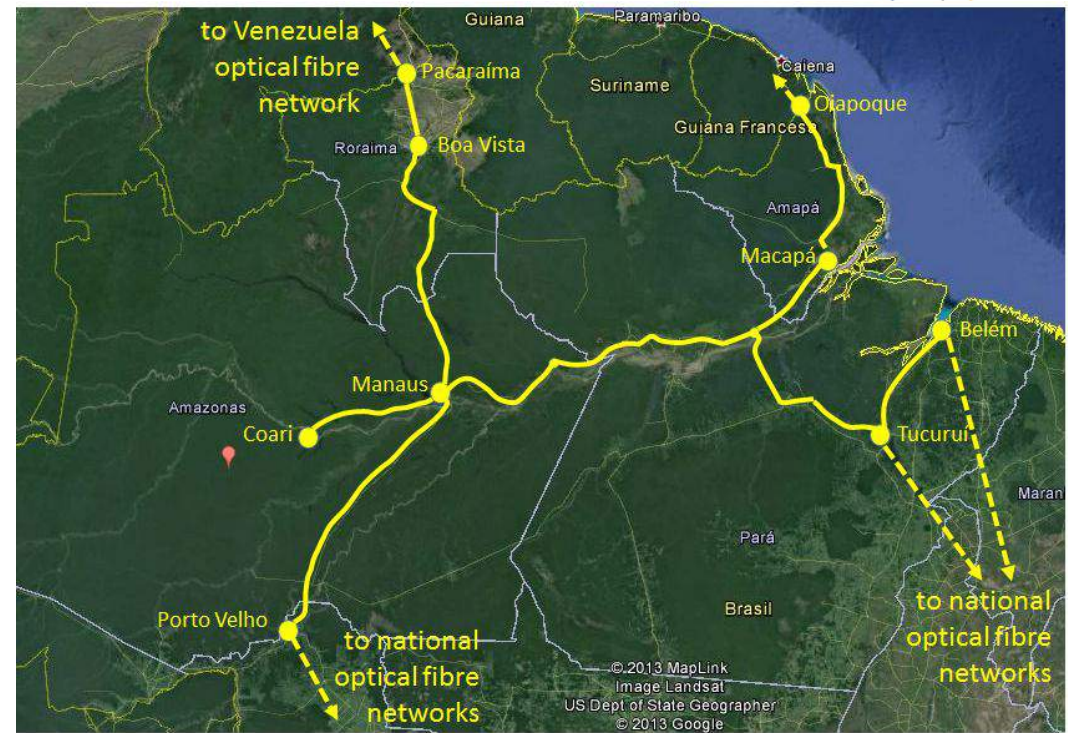 to Venezuela
optical fibre
network
Guiana
Paramaribo
Pacaraíma
Caiena
Suriname
Oiapoque
Guiana Francesa
Roraima
Boa Vista
Amapá
Macapá
Belém
Manaus
Amazonas
Coari
Tucuruí
Maran
Pará
Brasil
Porto Velho
to national
optical fibre
networks
to national
optical fibre
networks
© 2013 MapLink
Image Landsat
US Dept of State Geographer
© 2013 Google